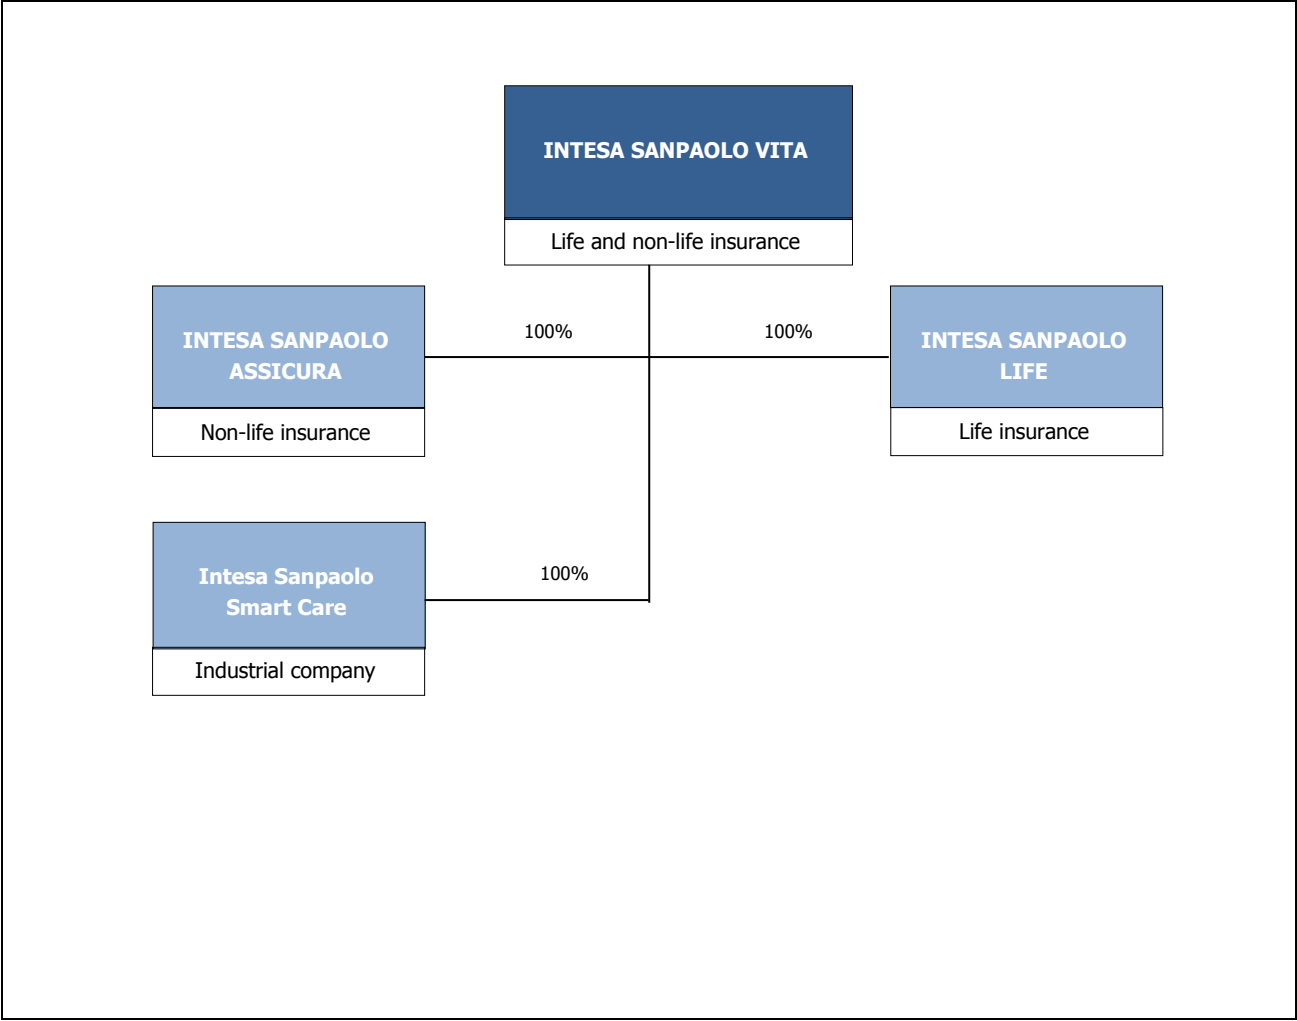 INTESA SANPAOLO VITA
Life and non-life insurance
INTESA SANPAOLO
ASSICURA
Non-life insurance
100%
100%
INTESA SANPAOLO
LIFE
Life insurance
Intesa Sanpaolo
Smart Care
Industrial company
100%